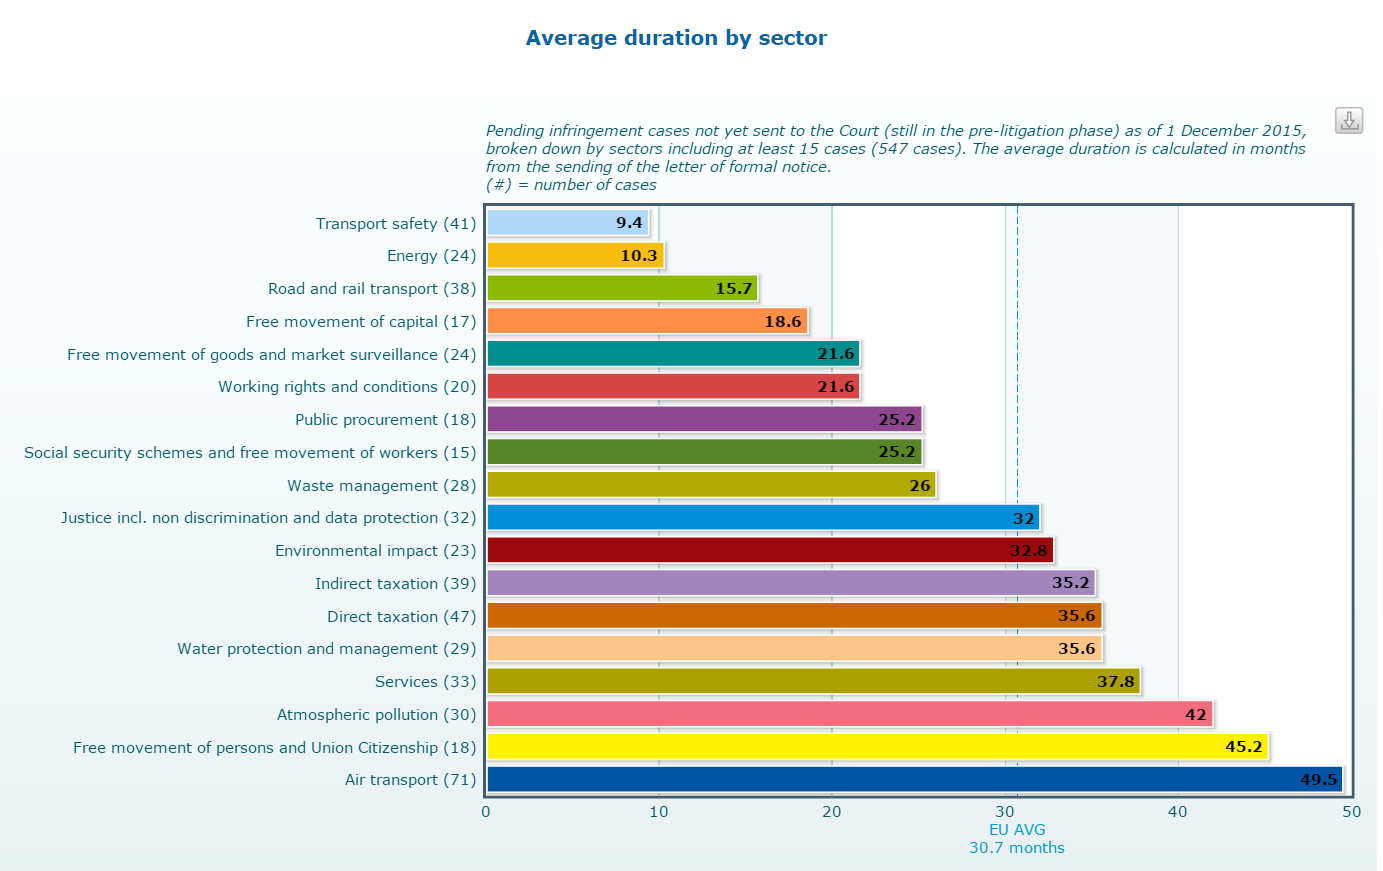 Average duration by sector
Pending infringement cases not yet sent to the Court (still in the pre-litigation phase) as of 1 December 2015,
broken down by sectors including at least 15 cases (547 cases). The average duration is calculated in months
from the sending of the letter of formal notice.
(#) = number of cases
Transport safety (41) 9.4
Energy (24) 10.3
Road and rail transport (38) 15.7
Free movement of capital (17) 18.6
Free movement of goods and market surveillance (24) 21.6
Working rights and conditions (20) 21.6
Public procurement (18) 25.2
Social security schemes and free movement of workers (15) 25.2
Waste management (28) 26
Justice incl. non discrimination and data protection (32) 32
Environmental impact (23) 32.8
Indirect taxation (39) 35.2
Direct taxation (47) 35.6
Water protection and management (29) 35.6
Services (33) 37.8
Atmospheric pollution (30) 42
Free movement of persons and Union Citizenship (18) 45.2
Air transport (71) 49.5
0 10 20 30 40 50
EU AVG
30.7 months